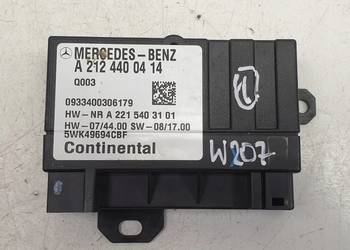 MERCEDES-BENZ
A 212 440 04 14
Q003
0933400306179
HW-NR A 221 540 31 01
HW-07/44.00 SW-08/17.00
5WK49694CBF
Continental
W207